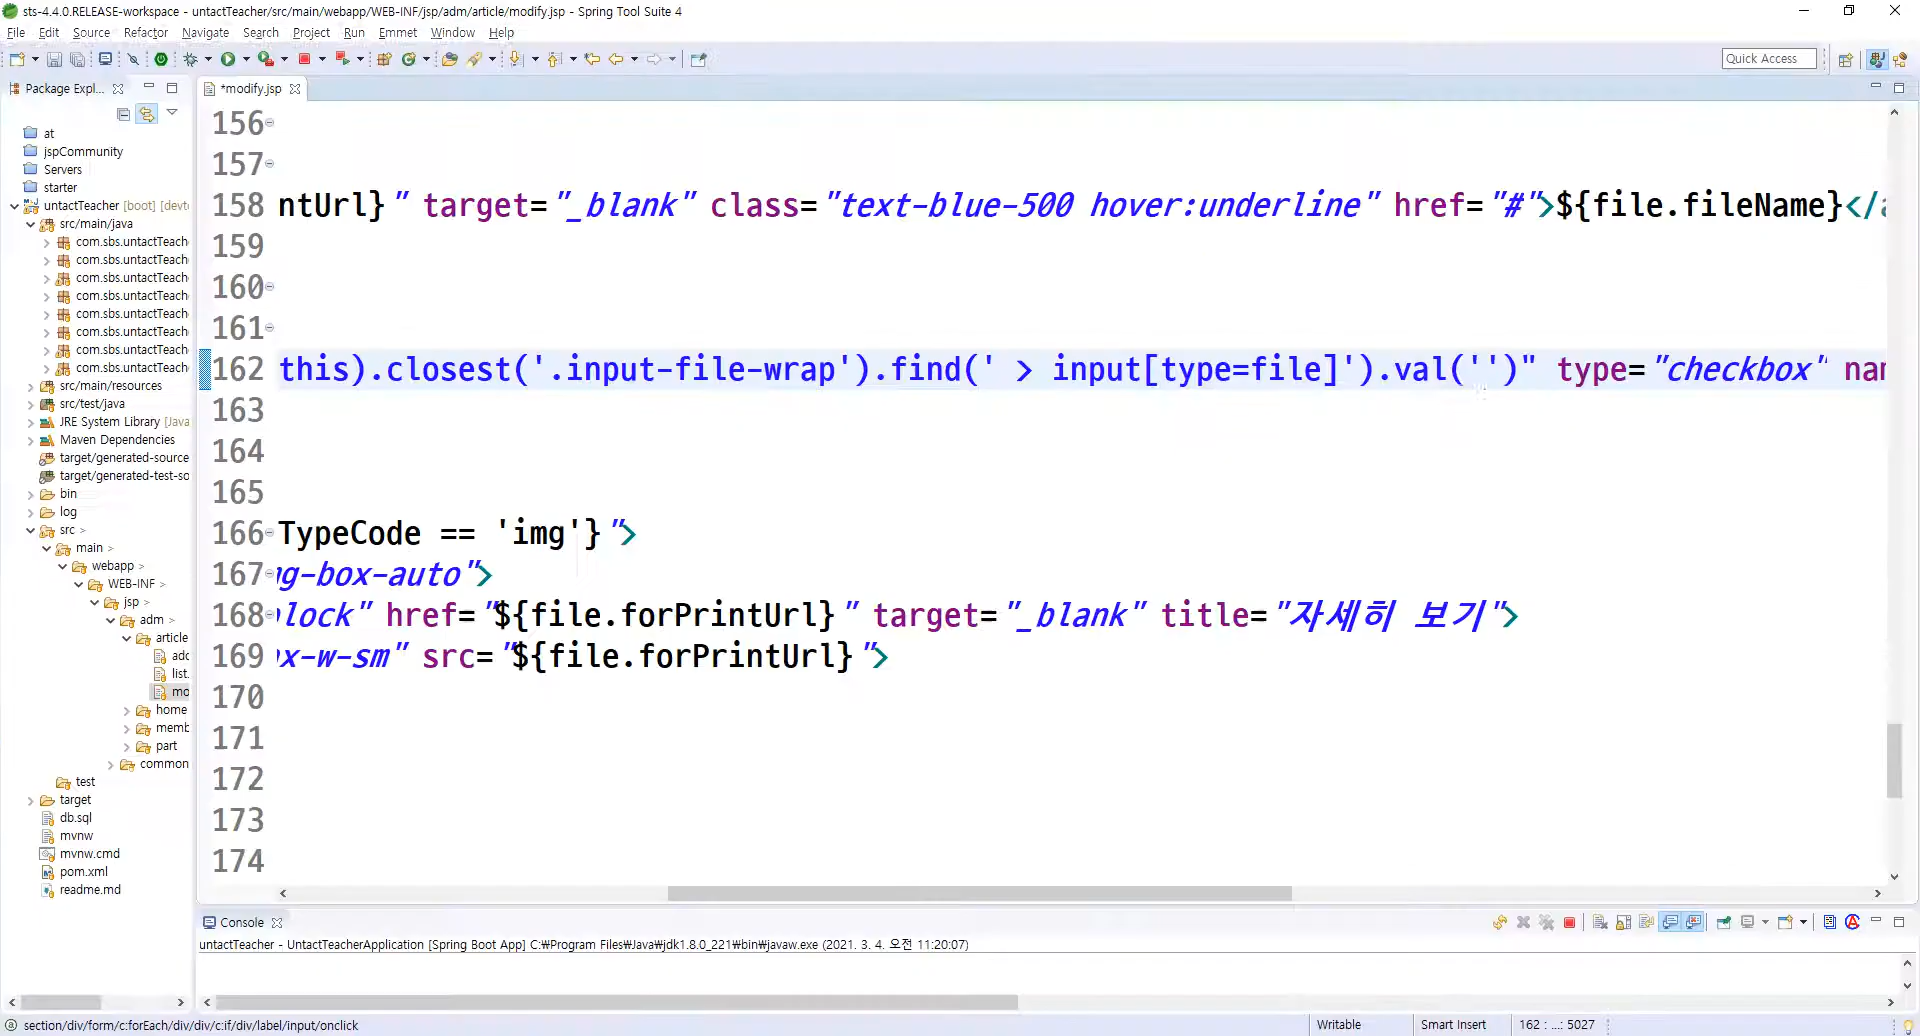 sts-4.4.0.RELEASE-workspace - untactTeacher/src/main/webapp/WEB-INF/jsp/adm/article/modify.jsp - Spring Tool Suite 4
File Edit Source Refactor Navigate Search Project Run Emmet Window Help
Quick Access
Package Expl...
*modify.jsp
at
jspCommunity
Servers
starter
untactTeacher [boot] [devt
src/main/java
com.sbs.untactTeach
com.sbs.untactTeach
com.sbs.untactTeach
com.sbs.untactTeach
com.sbs.untactTeach
com.sbs.untactTeach
com.sbs.untactTeach
com.sbs.untactTeach
src/main/resources
src/test/java
JRE System Library [Java
Maven Dependencies
target/generated-source
target/generated-test-so
bin
log
src >
main >
webapp >
WEB-INF >
jsp >
adm >
article
add
list.
mo
home
memb
part
common
test
target
db.sql
mvnw
mvnw.cmd
pom.xml
readme.md
156
157
158 ntUrl}" target="_blank" class="text-blue-500 hover:underline" href="#">${file.fileName}</a
159
160
161
162 this).closest('.input-file-wrap').find(' > input[type=file]').val('')" type="checkbox" nam
163
164
165
166 TypeCode == 'img'}">
167 ng-box-auto">
168 lock" href="${file.forPrintUrl}" target="_blank" title="자세히 보기">
169 x-w-sm" src="${file.forPrintUrl}">
170
171
172
173
174
Console
untactTeacher - UntactTeacherApplication [Spring Boot App] C:₩Program Files₩Java₩jdk1.8.0_221₩bin₩javaw.exe (2021. 3. 4. 오전 11:20:07)
section/div/form/c:forEach/div/div/c:if/div/label/input/onclick
Writable
Smart Insert
162 : ...: 5027